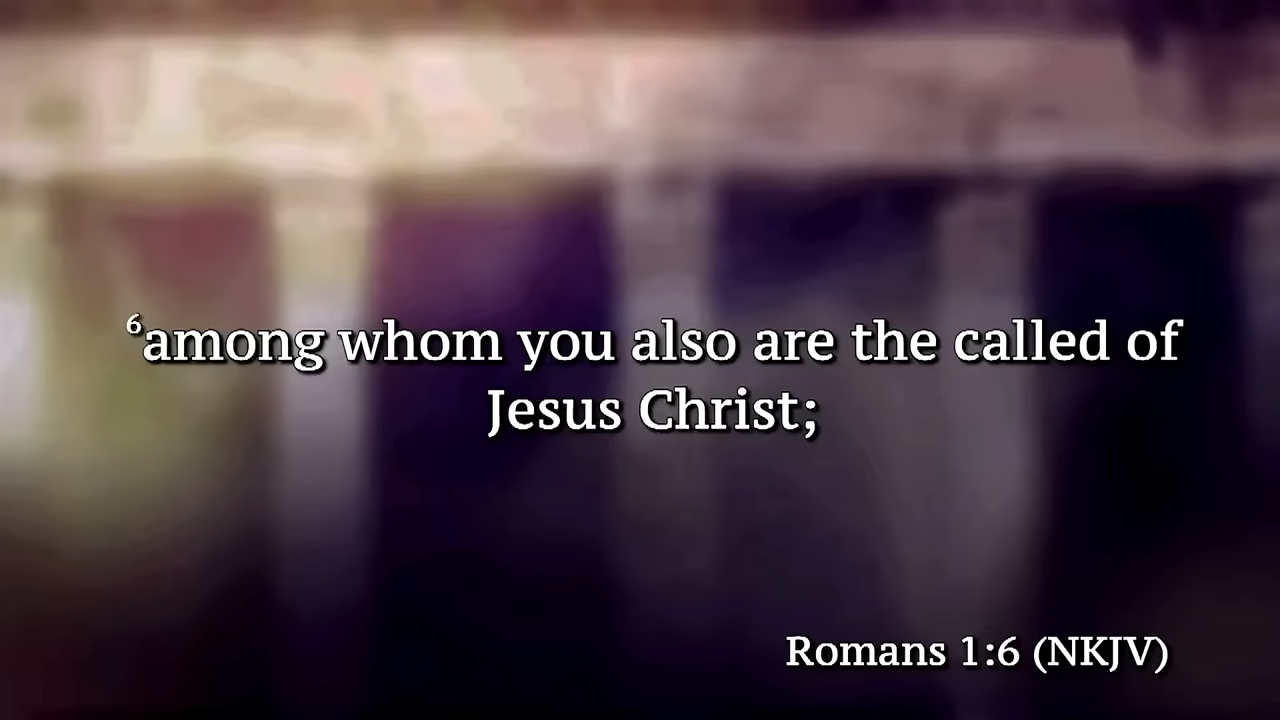 ⁶among whom you also are the called of
Jesus Christ;
Romans 1:6 (NKJV)